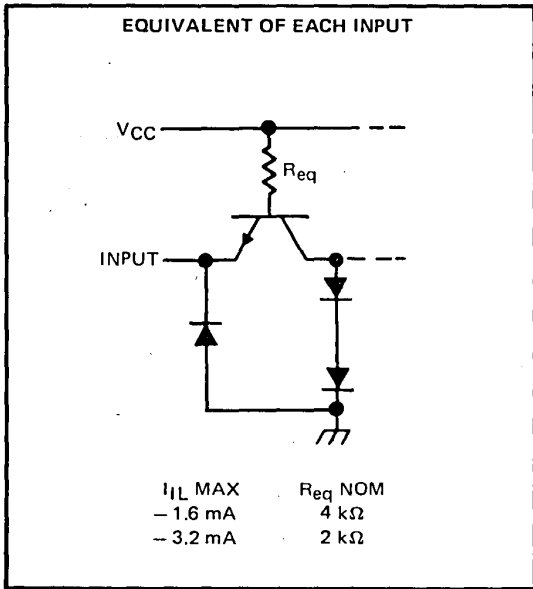 EQUIVALENT OF EACH INPUT
VCC
Req
INPUT
IIL MAX Req NOM
– 1.6 mA 4 kΩ
– 3.2 mA 2 kΩ